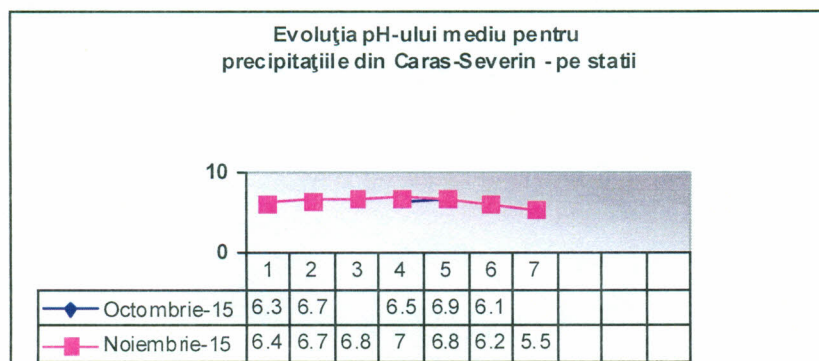 Evoluţia pH-ului mediu pentru
precipitaţiile din Caras-Severin - pe statii
10
0
1 2 3 4 5 6 7
Octombrie-15 6.3 6.7 6.5 6.9 6.1
Noiembrie-15 6.4 6.7 6.8 7 6.8 6.2 5.5